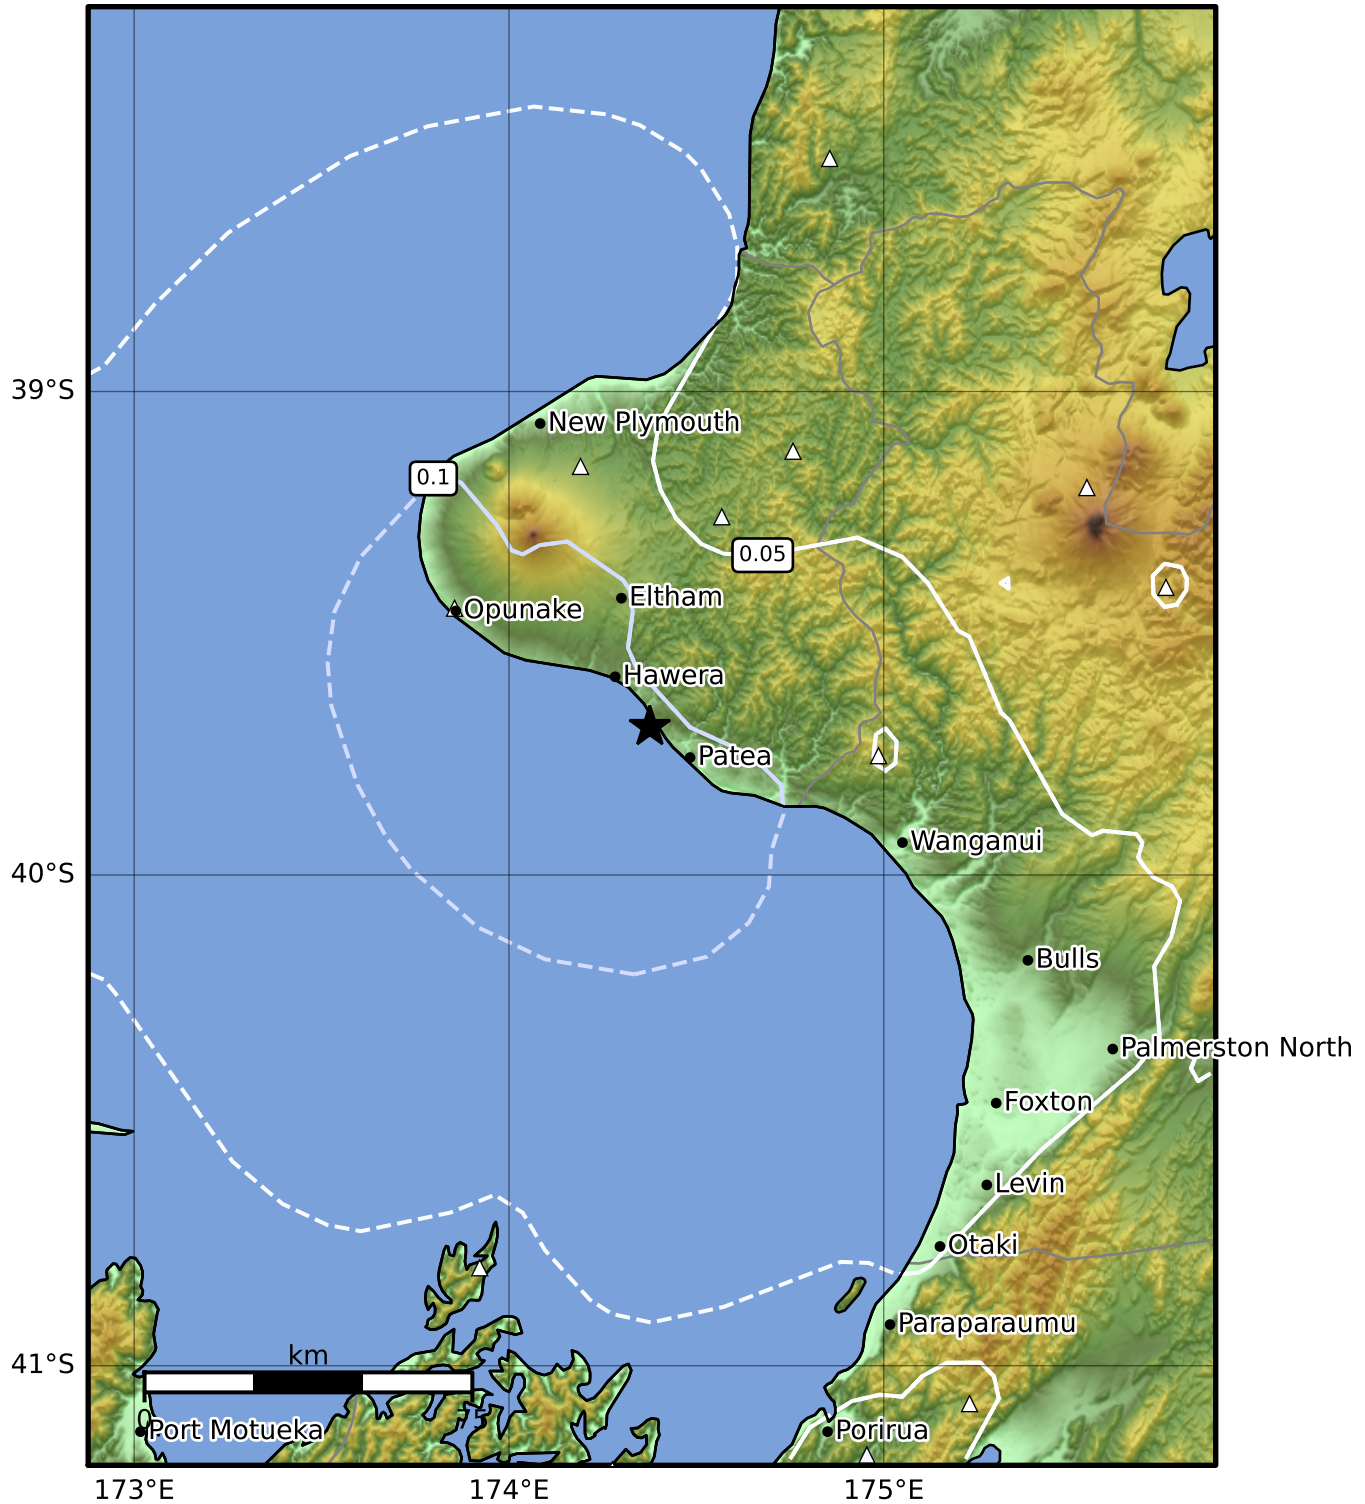 New Plymouth
39°S
0.1
0.05
Eltham
Opunake
Hawera
Patea
Wanganui
40°S
Bulls
Palmerston North
Foxton
Levin
Otaki
Paraparaumu
km
41°S
0
Port Motueka
Porirua
173°E
174°E
175°E